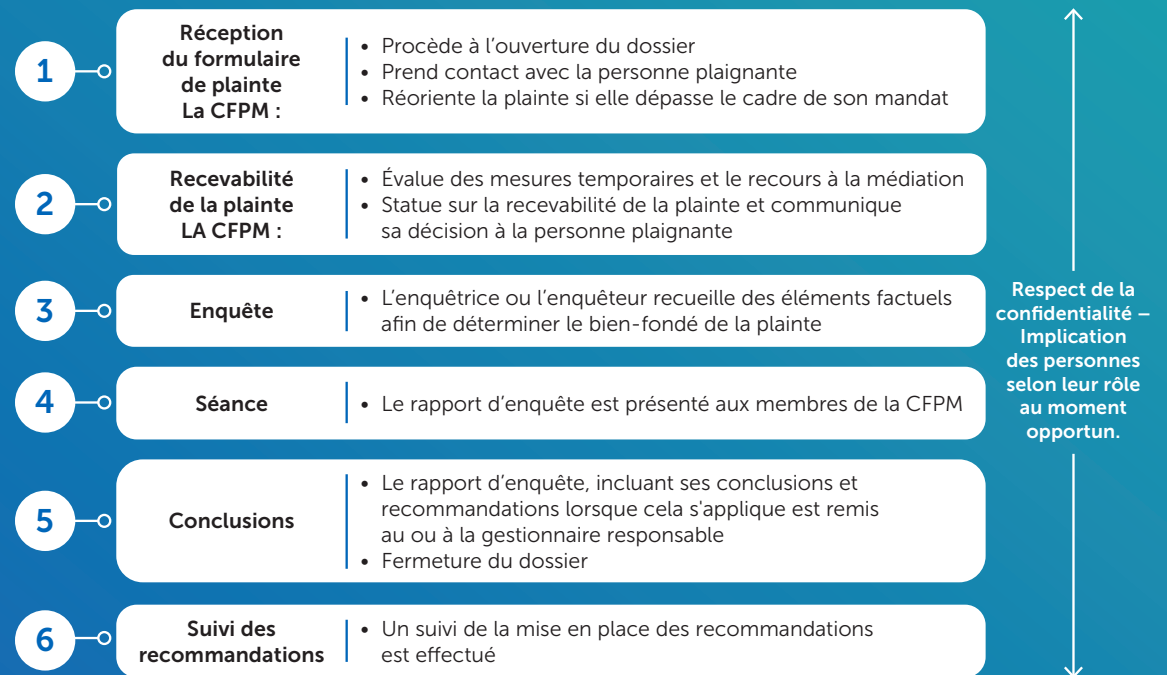 1
Réception
du formulaire
de plainte
La CFPM :
• Procède à l’ouverture du dossier
• Prend contact avec la personne plaignante
• Réoriente la plainte si elle dépasse le cadre de son mandat
2
Recevabilité
de la plainte
LA CFPM :
• Évalue des mesures temporaires et le recours à la médiation
• Statue sur la recevabilité de la plainte et communique
sa décision à la personne plaignante
3
Enquête
• L’enquêtrice ou l’enquêteur recueille des éléments factuels
afin de déterminer le bien-fondé de la plainte
4
Séance
• Le rapport d’enquête est présenté aux membres de la CFPM
5
Conclusions
• Le rapport d’enquête, incluant ses conclusions et
recommandations lorsque cela s'applique est remis
au ou à la gestionnaire responsable
• Fermeture du dossier
6
Suivi des
recommandations
• Un suivi de la mise en place des recommandations
est effectué
Respect de la
confidentialité –
Implication
des personnes
selon leur rôle
au moment
opportun.